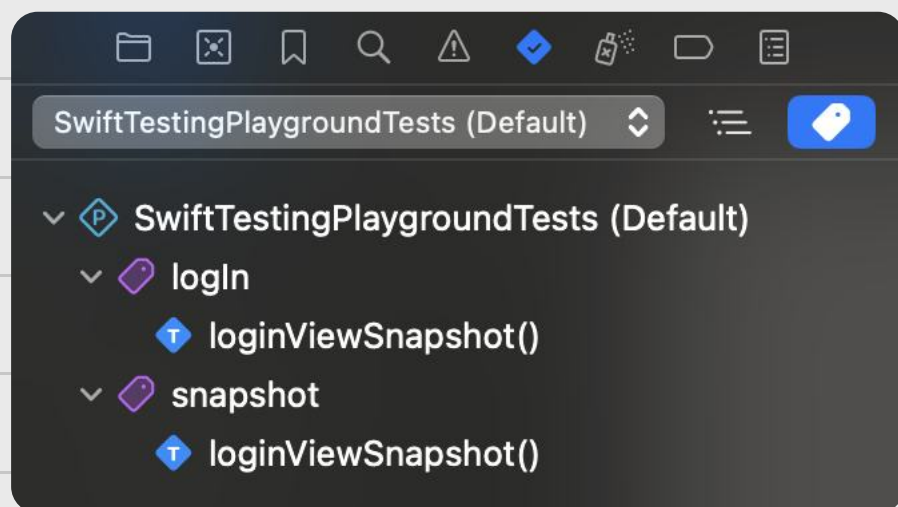 SwiftTestingPlaygroundTests (Default)
P SwiftTestingPlaygroundTests (Default)
logIn
T loginViewSnapshot()
snapshot
T loginViewSnapshot()